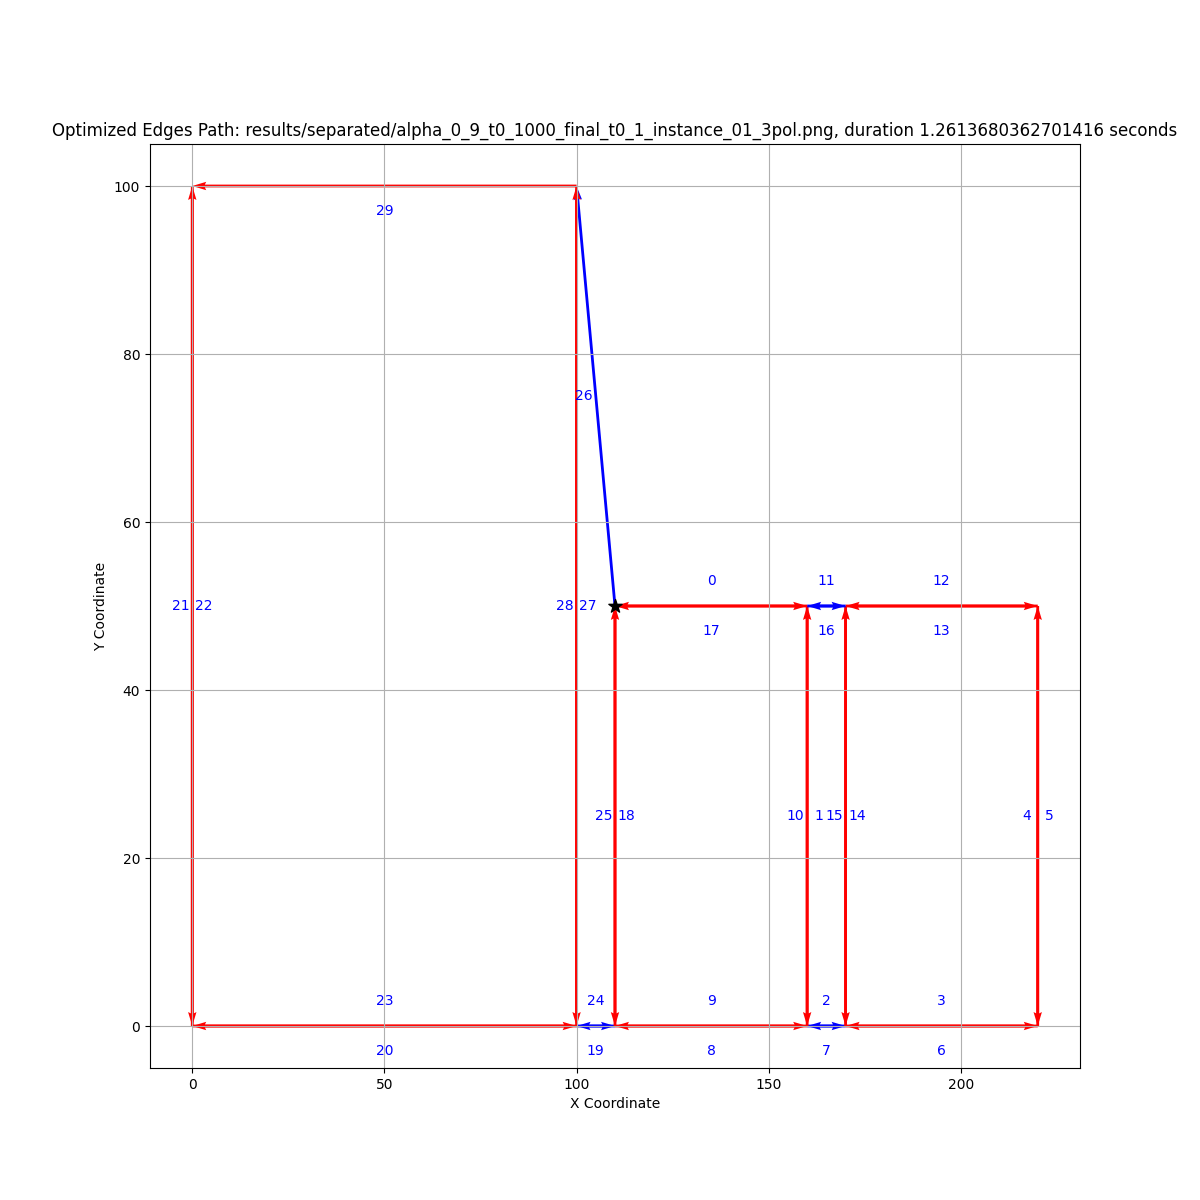 Optimized Edges Path: results/separated/alpha_0_9_t0_1000_final_t0_1_instance_01_3pol.png, duration 1.2613680362701416 seconds
100
29
80
26
60
0 11 12
21 22 28 27
17 16 13
Y Coordinate
40
25 18 10 1 15 14 4 5
20
23 24 9 2 3
0
20 19 8 7 6
0 50 100 150 200
X Coordinate